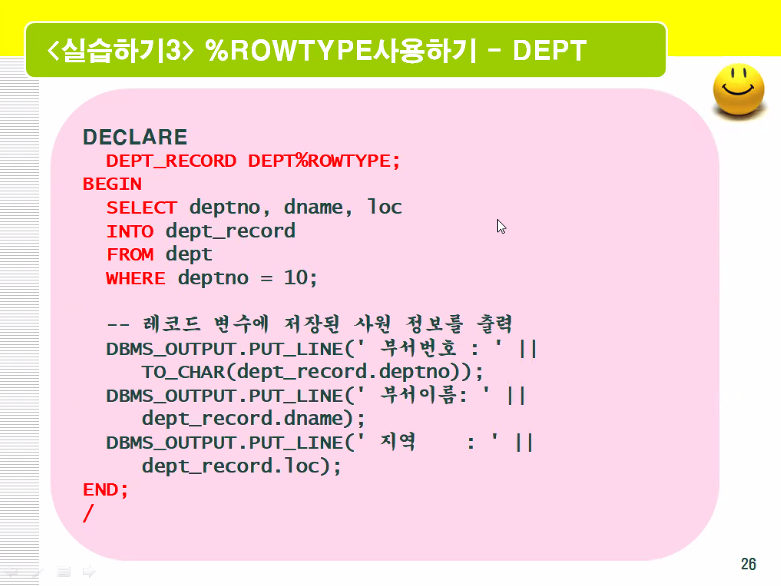 <실습하기3> %ROWTYPE사용하기 - DEPT
DECLARE
DEPT_RECORD DEPT%ROWTYPE;
BEGIN
SELECT deptno, dname, loc
INTO dept_record
FROM dept
WHERE deptno = 10;
-- 레코드 변수에 저장된 사원 정보를 출력
DBMS_OUTPUT.PUT_LINE(' 부서번호 : ' ||
TO_CHAR(dept_record.deptno));
DBMS_OUTPUT.PUT_LINE(' 부서이름: ' ||
dept_record.dname);
DBMS_OUTPUT.PUT_LINE(' 지역    : ' ||
dept_record.loc);
END;
/
26